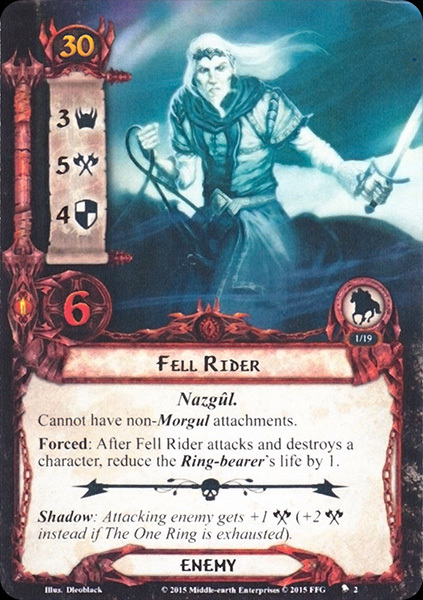 30
3
5
4
6
1/19
FELL RIDER
Nazgûl.
Cannot have non-Morgul attachments.
Forced: After Fell Rider attacks and destroys a
character, reduce the Ring-bearer's life by 1.
Shadow: Attacking enemy gets +1 (+2
instead if The One Ring is exhausted).
ENEMY
Illus. Dleoblack © 2015 Middle-earth Enterprises © 2015 FFG 2